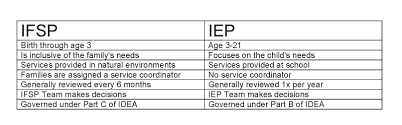 IFSP IEP
Birth through age 3 Age 3-21
Is inclusive of the family's needs Focuses on the child's needs
Services provided in natural environments Services provided at school
Families are assigned a service coordinator No service coordinator
Generally reviewed every 6 months Generally reviewed 1x per year
IFSP Team makes decisions IEP Team makes decisions
Governed under Part C of IDEA Governed under Part B of IDEA